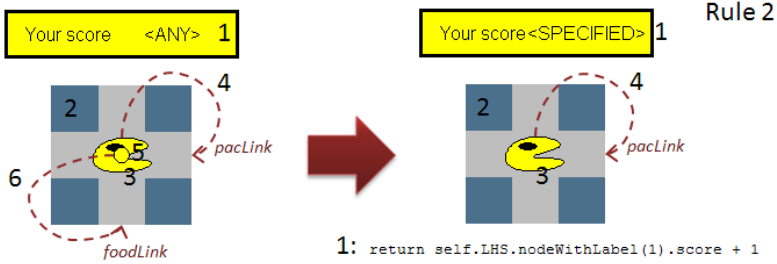 Rule 2
Your score <ANY> 1
Your score<SPECIFIED> 1
4
2
5
3
6
pacLink
foodLink
4
2
3
pacLink
1: return self.LHS.nodeWithLabel(1).score + 1